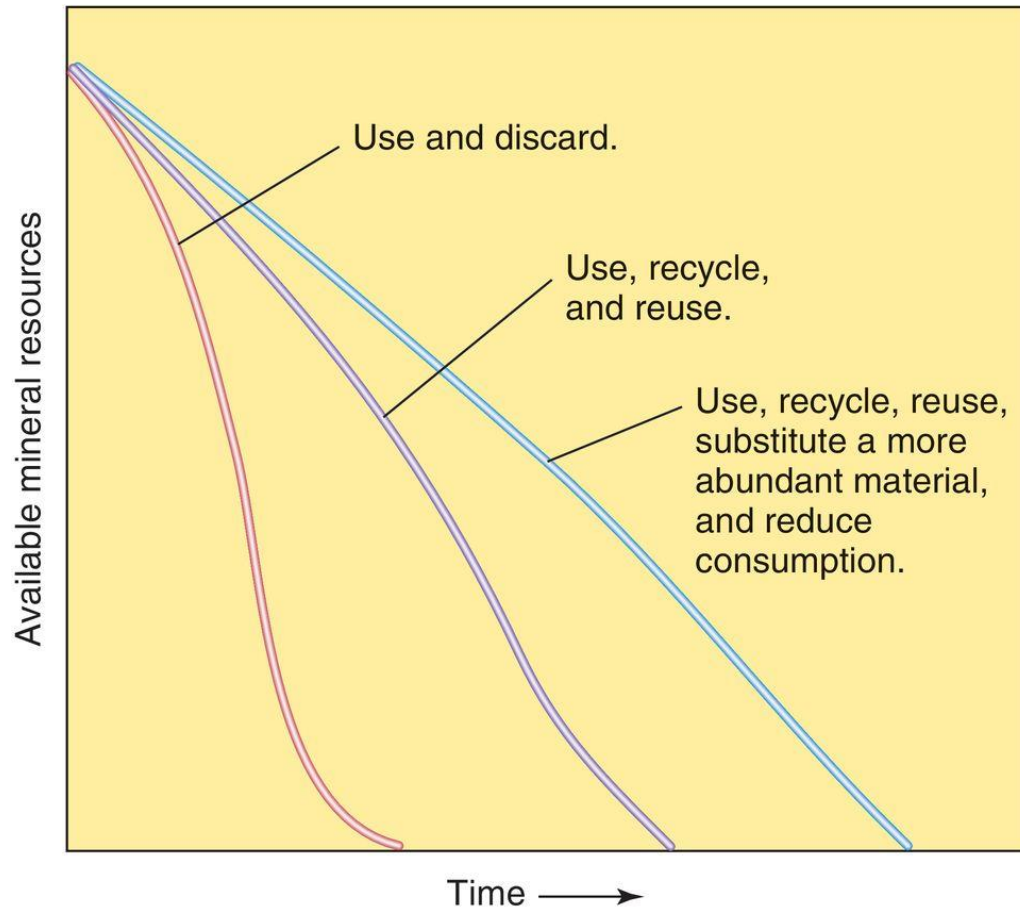 Use and discard.
Use, recycle,
and reuse.
Use, recycle, reuse,
substitute a more
abundant material,
and reduce
consumption.
Available mineral resources
Time